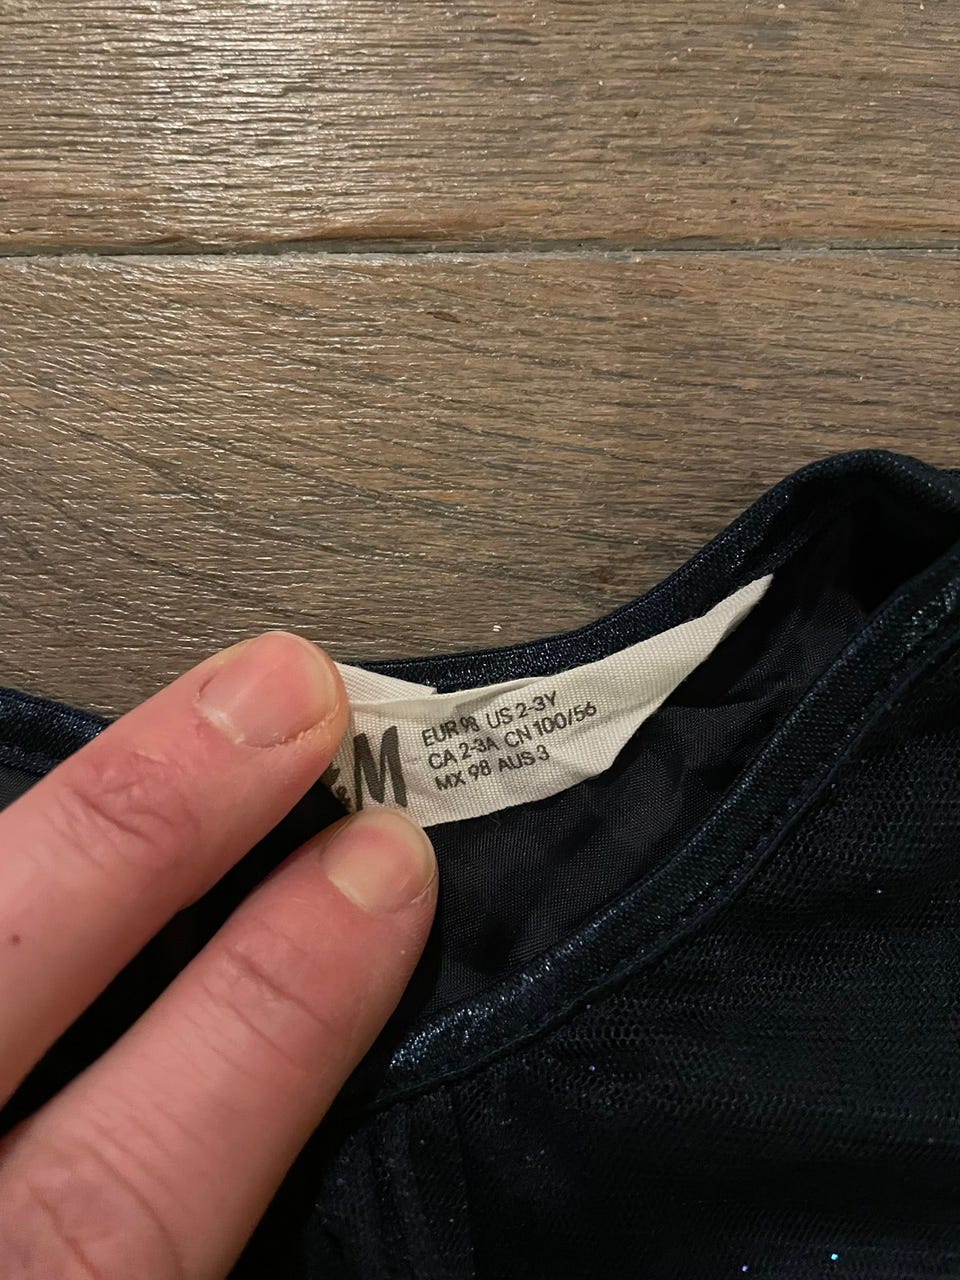 M
EUR 98 US 2-3Y
CA 2-3A CN 100/56
MX 98 AUS 3